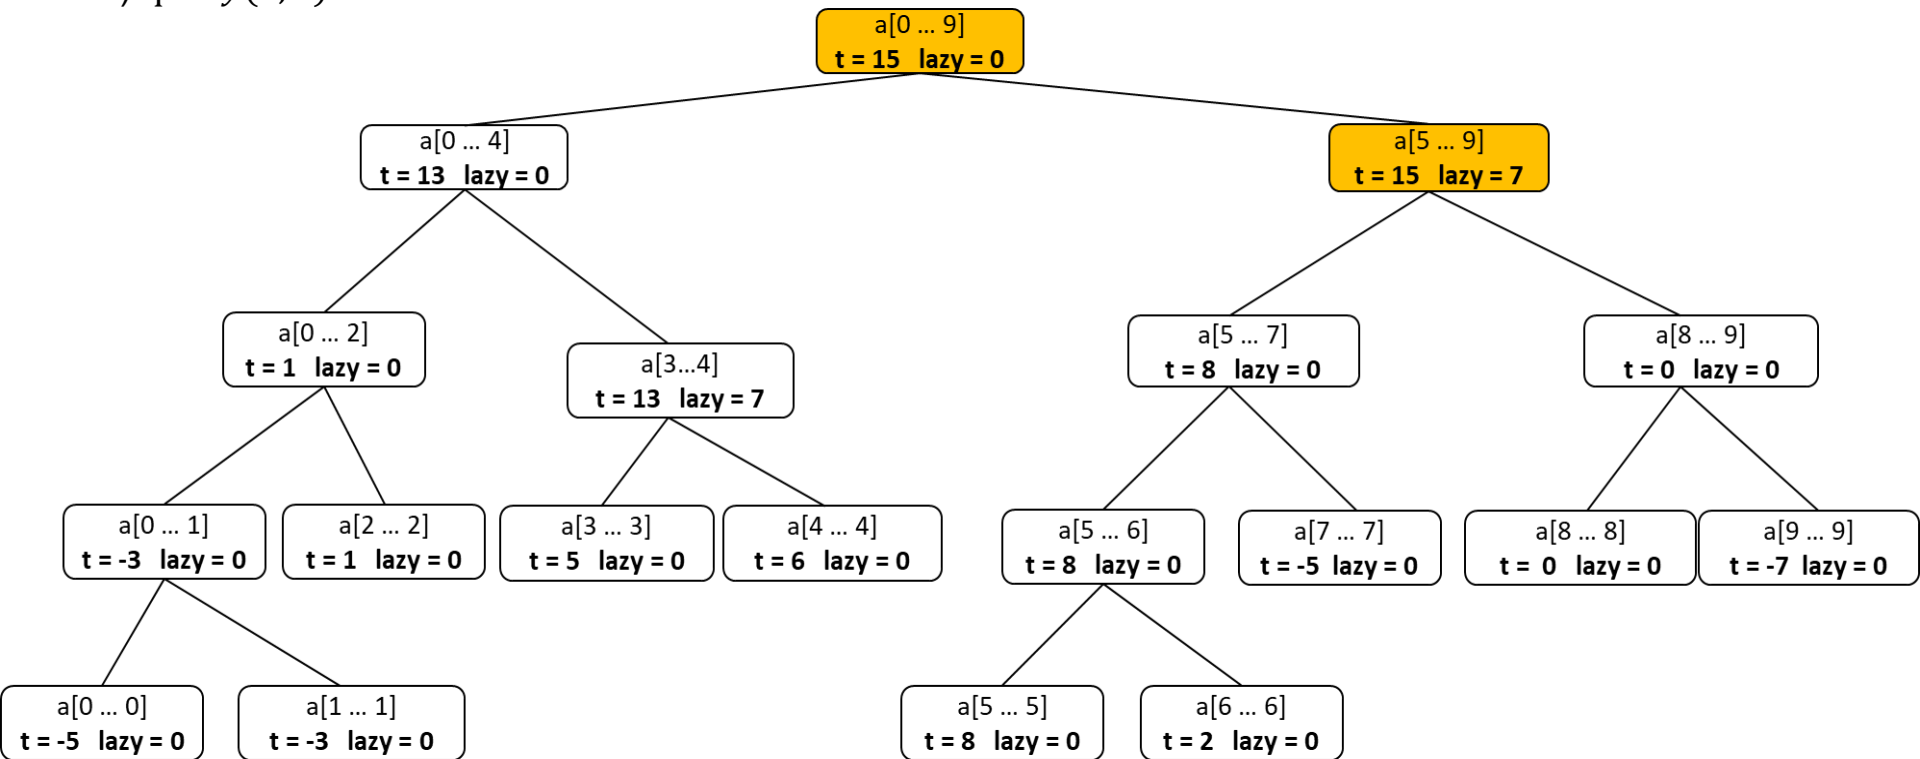 a[0 ... 9]
t = 15 lazy = 0
a[0 ... 4]
t = 13 lazy = 0
a[5 ... 9]
t = 15 lazy = 7
a[0 ... 2]
t = 1 lazy = 0
a[3...4]
t = 13 lazy = 7
a[5 ... 7]
t = 8 lazy = 0
a[8 ... 9]
t = 0 lazy = 0
a[0 ... 1]
t = -3 lazy = 0
a[2 ... 2]
t = 1 lazy = 0
a[3 ... 3]
t = 5 lazy = 0
a[4 ... 4]
t = 6 lazy = 0
a[5 ... 6]
t = 8 lazy = 0
a[7 ... 7]
t = -5 lazy = 0
a[8 ... 8]
t = 0 lazy = 0
a[9 ... 9]
t = -7 lazy = 0
a[0 ... 0]
t = -5 lazy = 0
a[1 ... 1]
t = -3 lazy = 0
a[5 ... 5]
t = 8 lazy = 0
a[6 ... 6]
t = 2 lazy = 0